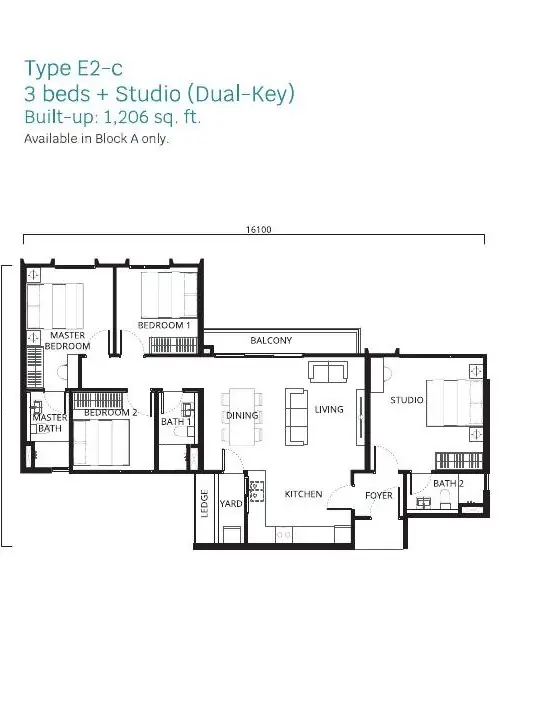 Type E2-c
3 beds + Studio (Dual-Key)
Built-up: 1,206 sq. ft.
Available in Block A only.
16100
BEDROOM 1
MASTER
BEDROOM
BALCONY
STUDIO
MASTER
BATH
BEDROOM 2
BATH 1
DINING
LIVING
BATH 2
LEDGE
YARD
KITCHEN
FOYER